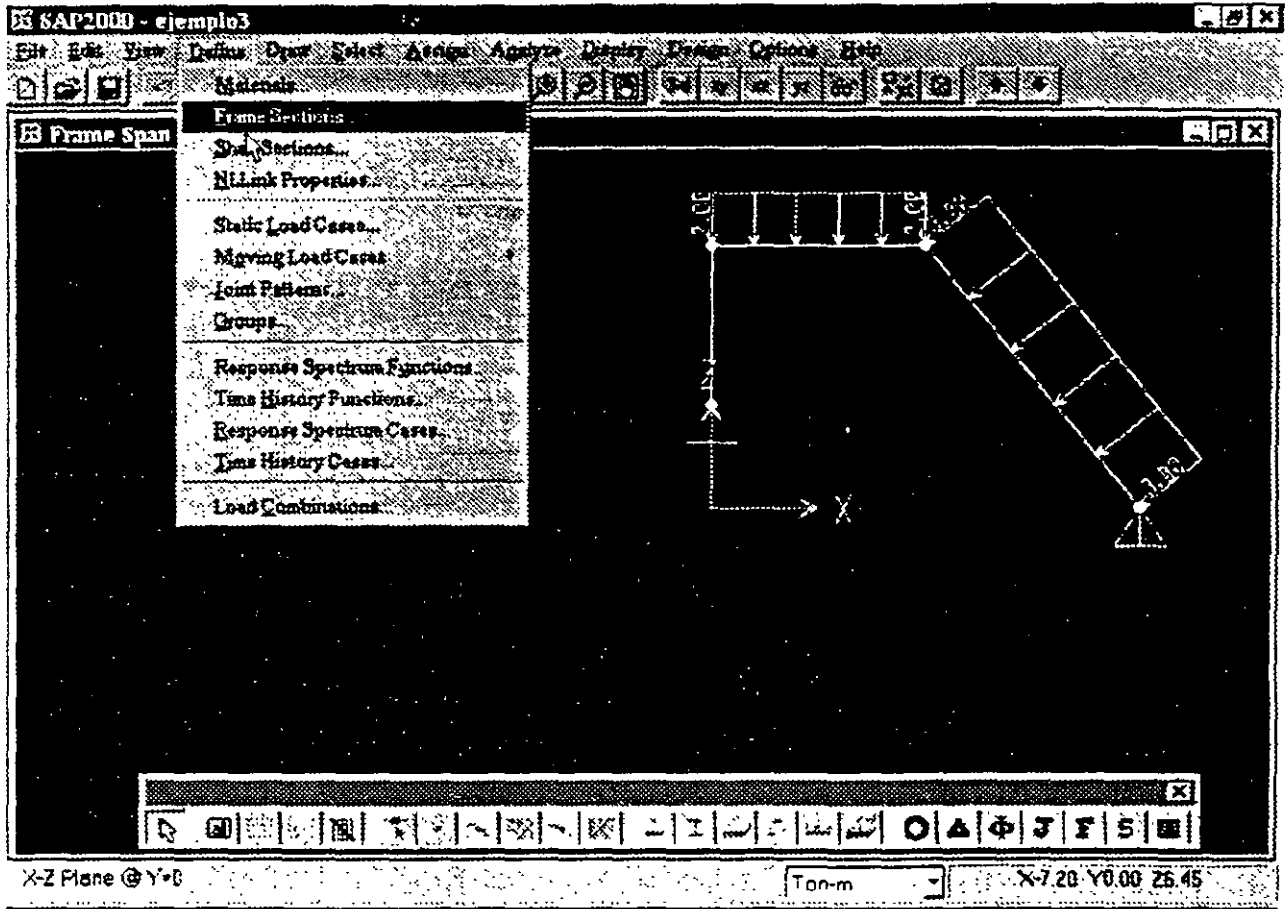 SAP2000 - ejemplo3
File Edit View Define Draw Select Assign Analyze Display Design Options Help
Materials...
Frame Sections...
Frame Span
Shell Sections...
NLLink Properties...
Static Load Cases...
Moving Load Cases
Joint Patterns...
Groups...
Response Spectrum Functions...
Time History Functions...
Response Spectrum Cases...
Time History Cases...
Load Combinations...
X
J F S
X-Z Plane @ Y=0
Ton-m
X-7.20 Y0.00 Z6.45